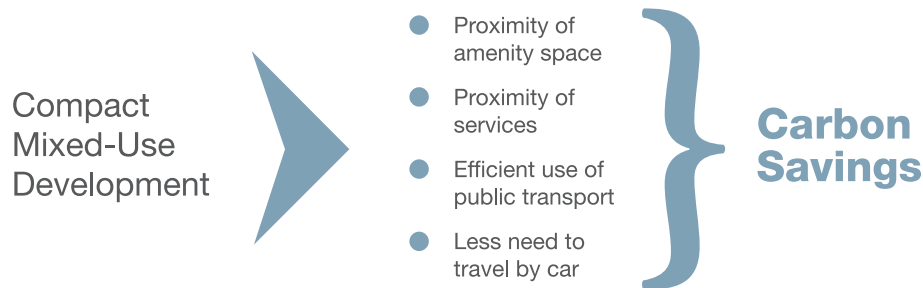 Compact
Mixed-Use
Development
Proximity of
amenity space
Proximity of
services
Efficient use of
public transport
Less need to
travel by car
Carbon
Savings